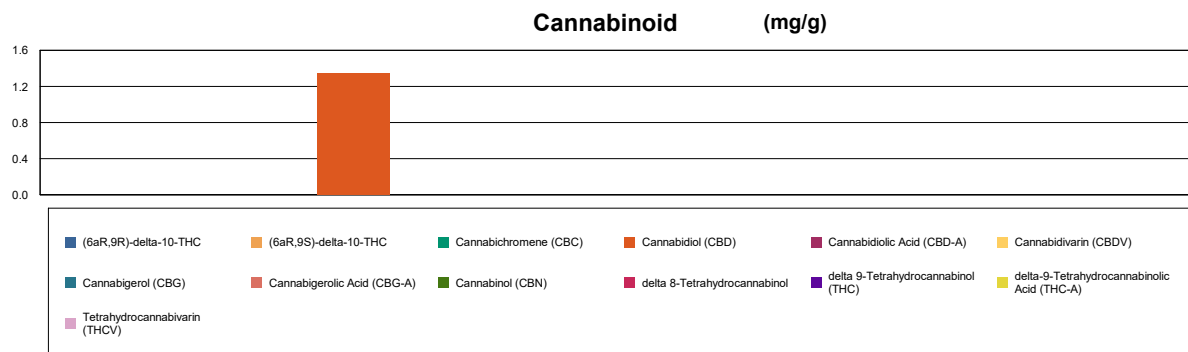 Cannabinoid (mg/g)
1.6
1.2
0.8
0.4
0.0
(6aR,9R)-delta-10-THC
(6aR,9S)-delta-10-THC
Cannabichromene (CBC)
Cannabidiol (CBD)
Cannabidiolic Acid (CBD-A)
Cannabidivarin (CBDV)
Cannabigerol (CBG)
Cannabigerolic Acid (CBG-A)
Cannabinol (CBN)
delta 8-Tetrahydrocannabinol
delta 9-Tetrahydrocannabinol
(THC)
delta-9-Tetrahydrocannabinolic
Acid (THC-A)
Tetrahydrocannabivarin
(THCV)